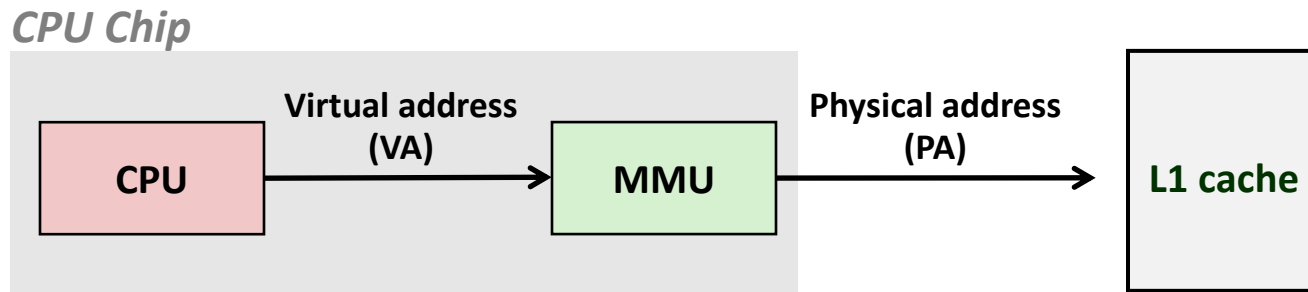 CPU Chip
Virtual address
(VA)
Physical address
(PA)
CPU
MMU
L1 cache